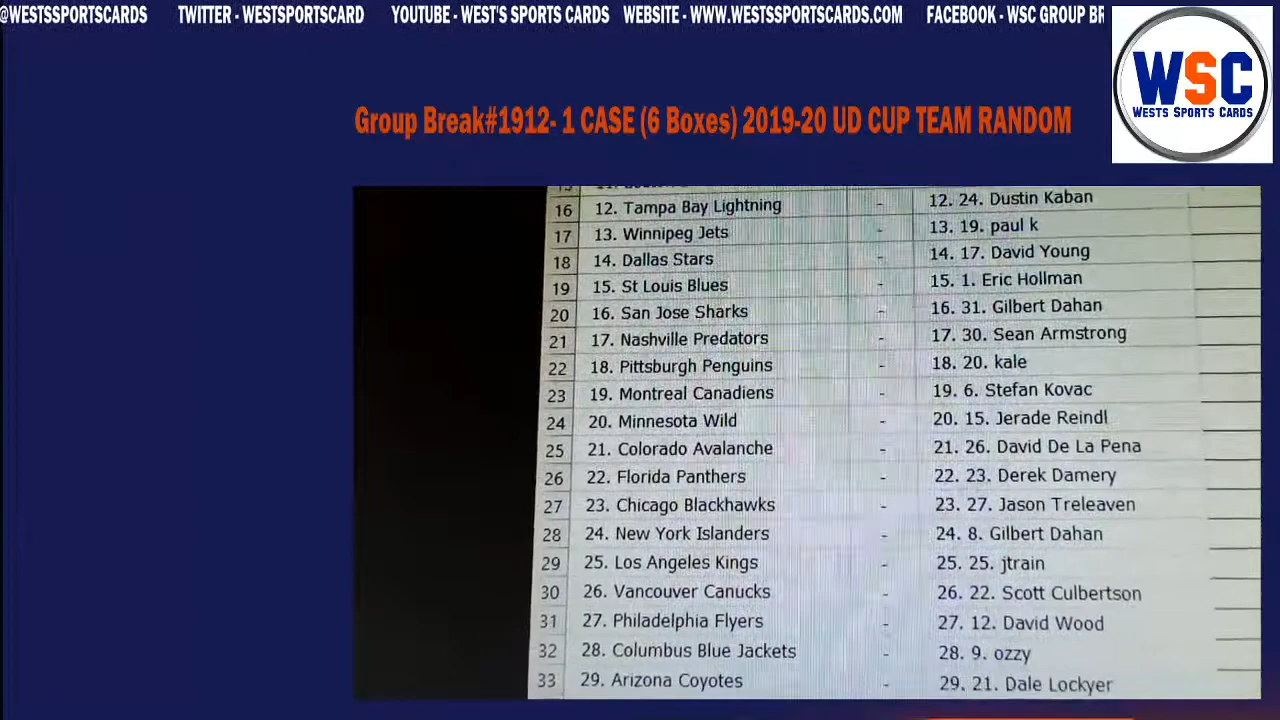 @WESTSSPORTSCARDS TWITTER - WESTSPORTSCARD YOUTUBE - WEST'S SPORTS CARDS WEBSITE - WWW.WESTSSPORTSCARDS.COM FACEBOOK - WSC GROUP
WSC
WESTS SPORTS CARDS
Group Break#1912- 1 CASE (6 Boxes) 2019-20 UD CUP TEAM RANDOM
16 12. Tampa Bay Lightning - 12. 24. Dustin Kaban
17 13. Winnipeg Jets - 13. 19. paul k
18 14. Dallas Stars - 14. 17. David Young
19 15. St Louis Blues - 15. 1. Eric Hollman
20 16. San Jose Sharks - 16. 31. Gilbert Dahan
21 17. Nashville Predators - 17. 30. Sean Armstrong
22 18. Pittsburgh Penguins - 18. 20. kale
23 19. Montreal Canadiens - 19. 6. Stefan Kovac
24 20. Minnesota Wild - 20. 15. Jerade Reindl
25 21. Colorado Avalanche - 21. 26. David De La Pena
26 22. Florida Panthers - 22. 23. Derek Damery
27 23. Chicago Blackhawks - 23. 27. Jason Treleaven
28 24. New York Islanders - 24. 8. Gilbert Dahan
29 25. Los Angeles Kings - 25. 25. jtrain
30 26. Vancouver Canucks - 26. 22. Scott Culbertson
31 27. Philadelphia Flyers - 27. 12. David Wood
32 28. Columbus Blue Jackets - 28. 9. ozzy
33 29. Arizona Coyotes - 29. 21. Dale Lockyer